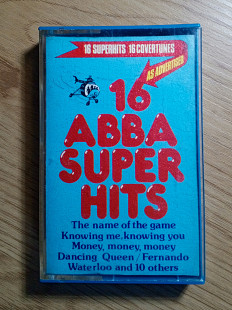 16 SUPERHITS 16 COVERTUNES
AS ADVERTISED
16
ABBA
SUPER
HITS
The name of the game
Knowing me, knowing you
Money, money, money
Dancing Queen / Fernando
Waterloo and 10 others